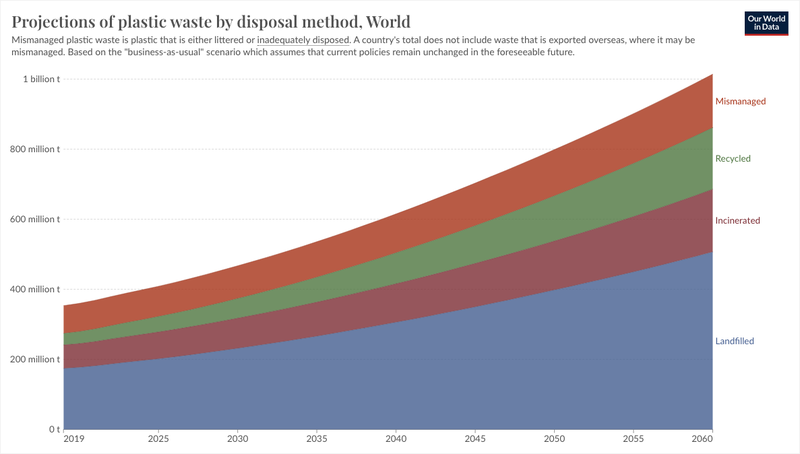 Projections of plastic waste by disposal method, World
Our World
in Data
Mismanaged plastic waste is plastic that is either littered or inadequately disposed. A country's total does not include waste that is exported overseas, where it may be
mismanaged. Based on the "business-as-usual" scenario which assumes that current policies remain unchanged in the foreseeable future.
1 billion t
Mismanaged
800 million t
Recycled
600 million t
Incinerated
400 million t
Landfilled
200 million t
0 t
2019 2025 2030 2035 2040 2045 2050 2055 2060